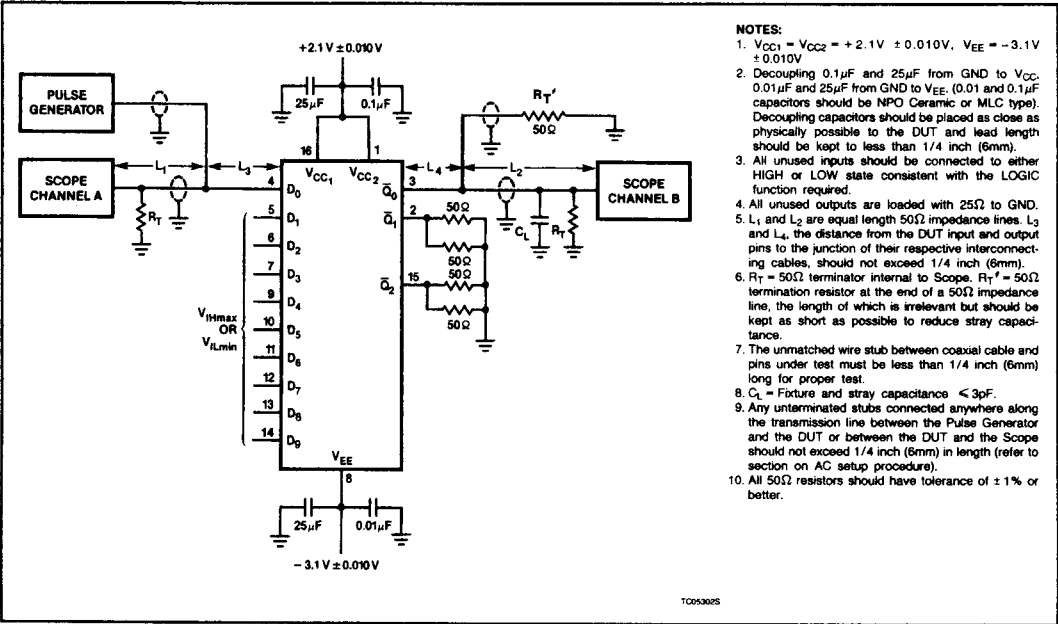 +2.1 V ± 0.010 V
PULSE
GENERATOR
25μF
0.1μF
RT′
50Ω
16
1
L1
L3
L4
L2
SCOPE
CHANNEL A
4
D0
VCC1
VCC2
Q̅0
3
SCOPE
CHANNEL B
RT
5
D1
Q̅1
2
50Ω
CL
RT
6
D2
50Ω
7
D3
50Ω
Q̅2
15
9
D4
50Ω
VIHmax
OR
VILmin
10
D5
11
D6
12
D7
13
D8
14
D9
VEE
8
25μF
0.01μF
− 3.1 V ± 0.010 V
NOTES:
1. VCC1 = VCC2 = + 2.1V ± 0.010V, VEE = −3.1V
± 0.010V
2. Decoupling 0.1μF and 25μF from GND to VCC.
0.01μF and 25μF from GND to VEE. (0.01 and 0.1μF
capacitors should be NPO Ceramic or MLC type).
Decoupling capacitors should be placed as close as
physically possible to the DUT and lead length
should be kept to less than 1/4 inch (6mm).
3. All unused inputs should be connected to either
HIGH or LOW state consistent with the LOGIC
function required.
4. All unused outputs are loaded with 25Ω to GND.
5. L1 and L2 are equal length 50Ω impedance lines. L3
and L4, the distance from the DUT input and output
pins to the junction of their respective interconnect-
ing cables, should not exceed 1/4 inch (6mm).
6. RT = 50Ω terminator internal to Scope. RT′ = 50Ω
termination resistor at the end of a 50Ω impedance
line, the length of which is irrelevant but should be
kept as short as possible to reduce stray capaci-
tance.
7. The unmatched wire stub between coaxial cable and
pins under test must be less than 1/4 inch (6mm)
long for proper test.
8. CL = Fixture and stray capacitance ⩽ 3pF.
9. Any unterminated stubs connected anywhere along
the transmission line between the Pulse Generator
and the DUT or between the DUT and the Scope
should not exceed 1/4 inch (6mm) in length (refer to
section on AC setup procedure).
10. All 50Ω resistors should have tolerance of ± 1% or
better.
TC05302S